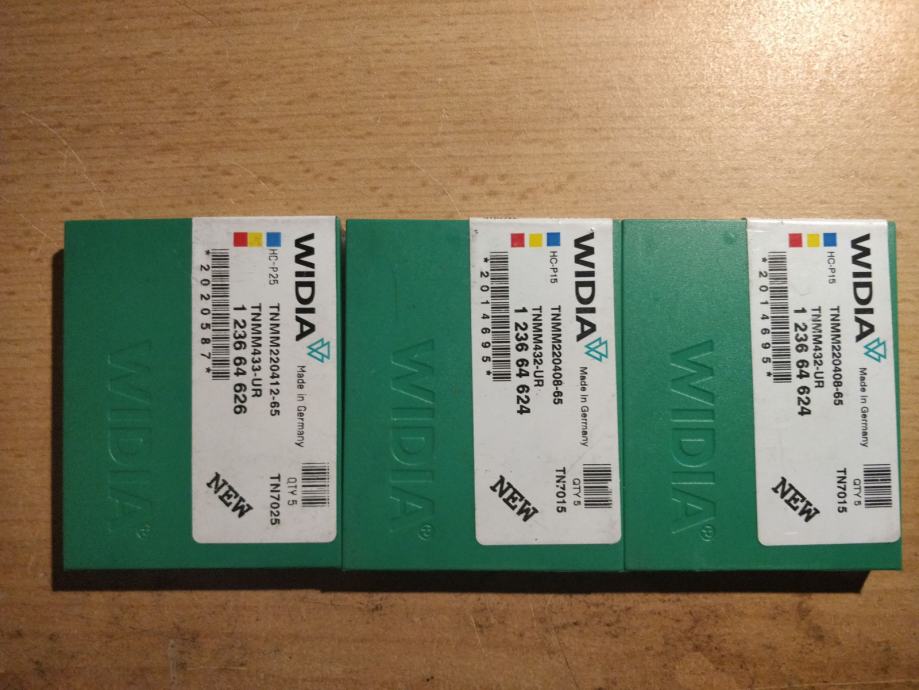 WIDIA
Made in Germany
HC-P25
TNMM220412-65
QTY 5
TNMM433-UR
TN7025
1 236 64 626
*2020587*
NEW
WIDIA®
WIDIA
Made in Germany
HC-P15
TNMM220408-65
QTY 5
TNMM432-UR
TN7015
1 236 64 624
*2014695*
NEW
WIDIA®
WIDIA
Made in Germany
HC-P15
TNMM220408-65
QTY 5
TNMM432-UR
TN7015
1 236 64 624
*2014695*
NEW
WIDIA®